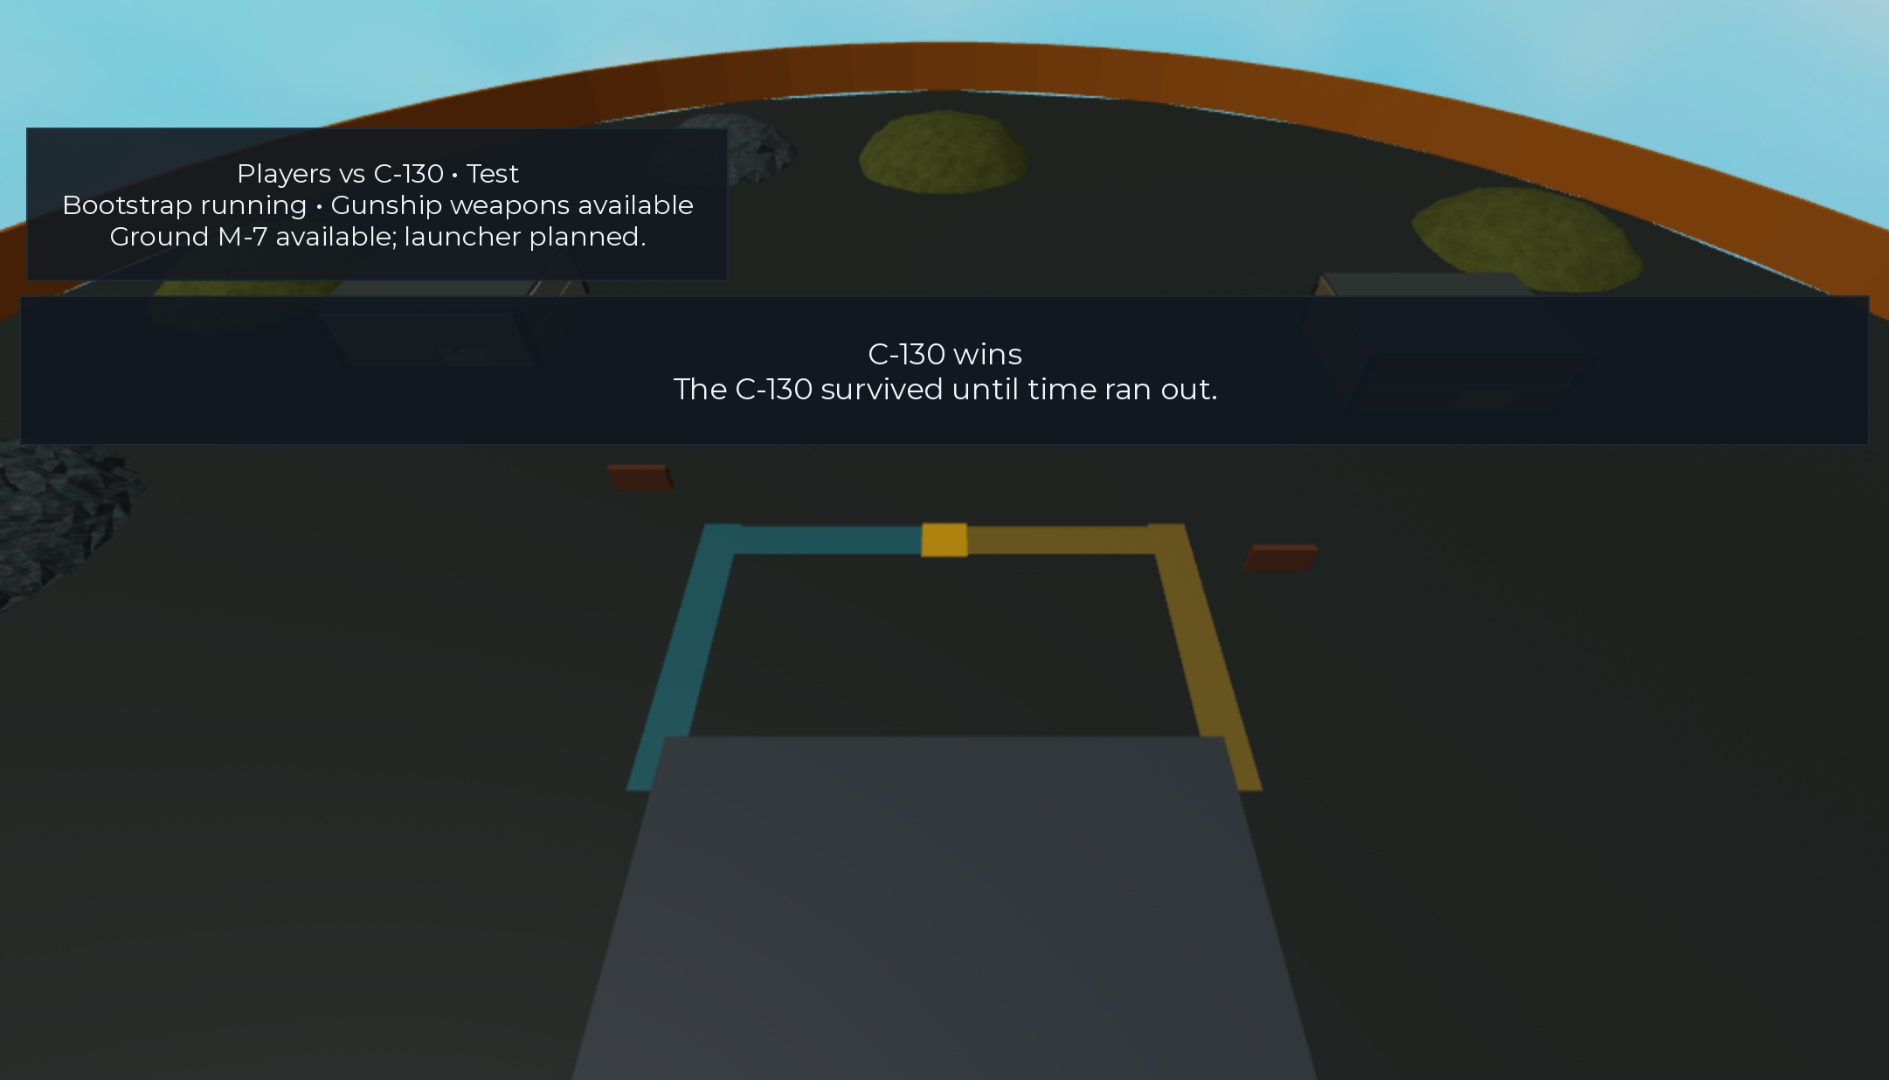 Players vs C-130 • Test
Bootstrap running • Gunship weapons available
Ground M-7 available; launcher planned.
C-130 wins
The C-130 survived until time ran out.